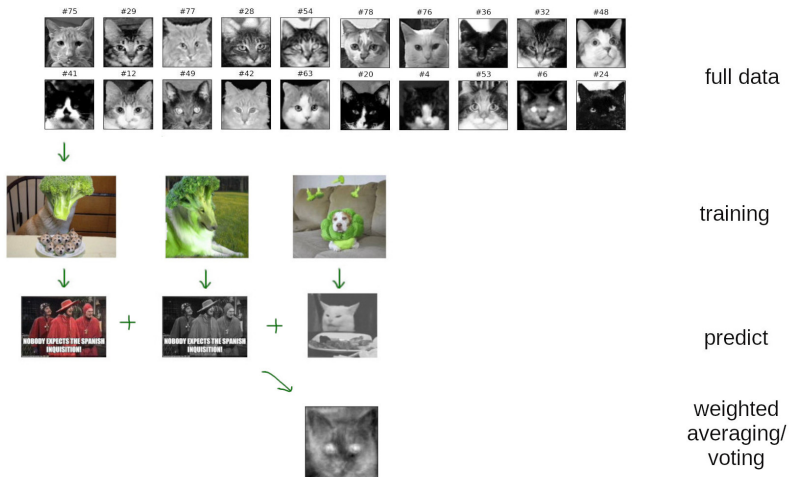 #75 #29 #77 #28 #54 #78 #76 #36 #32 #48
#41 #12 #49 #42 #63 #20 #4 #53 #6 #24
full data
training
NOBODY EXPECTS THE SPANISH
INQUISITION!
NOBODY EXPECTS THE SPANISH
INQUISITION!
predict
weighted
averaging/
voting